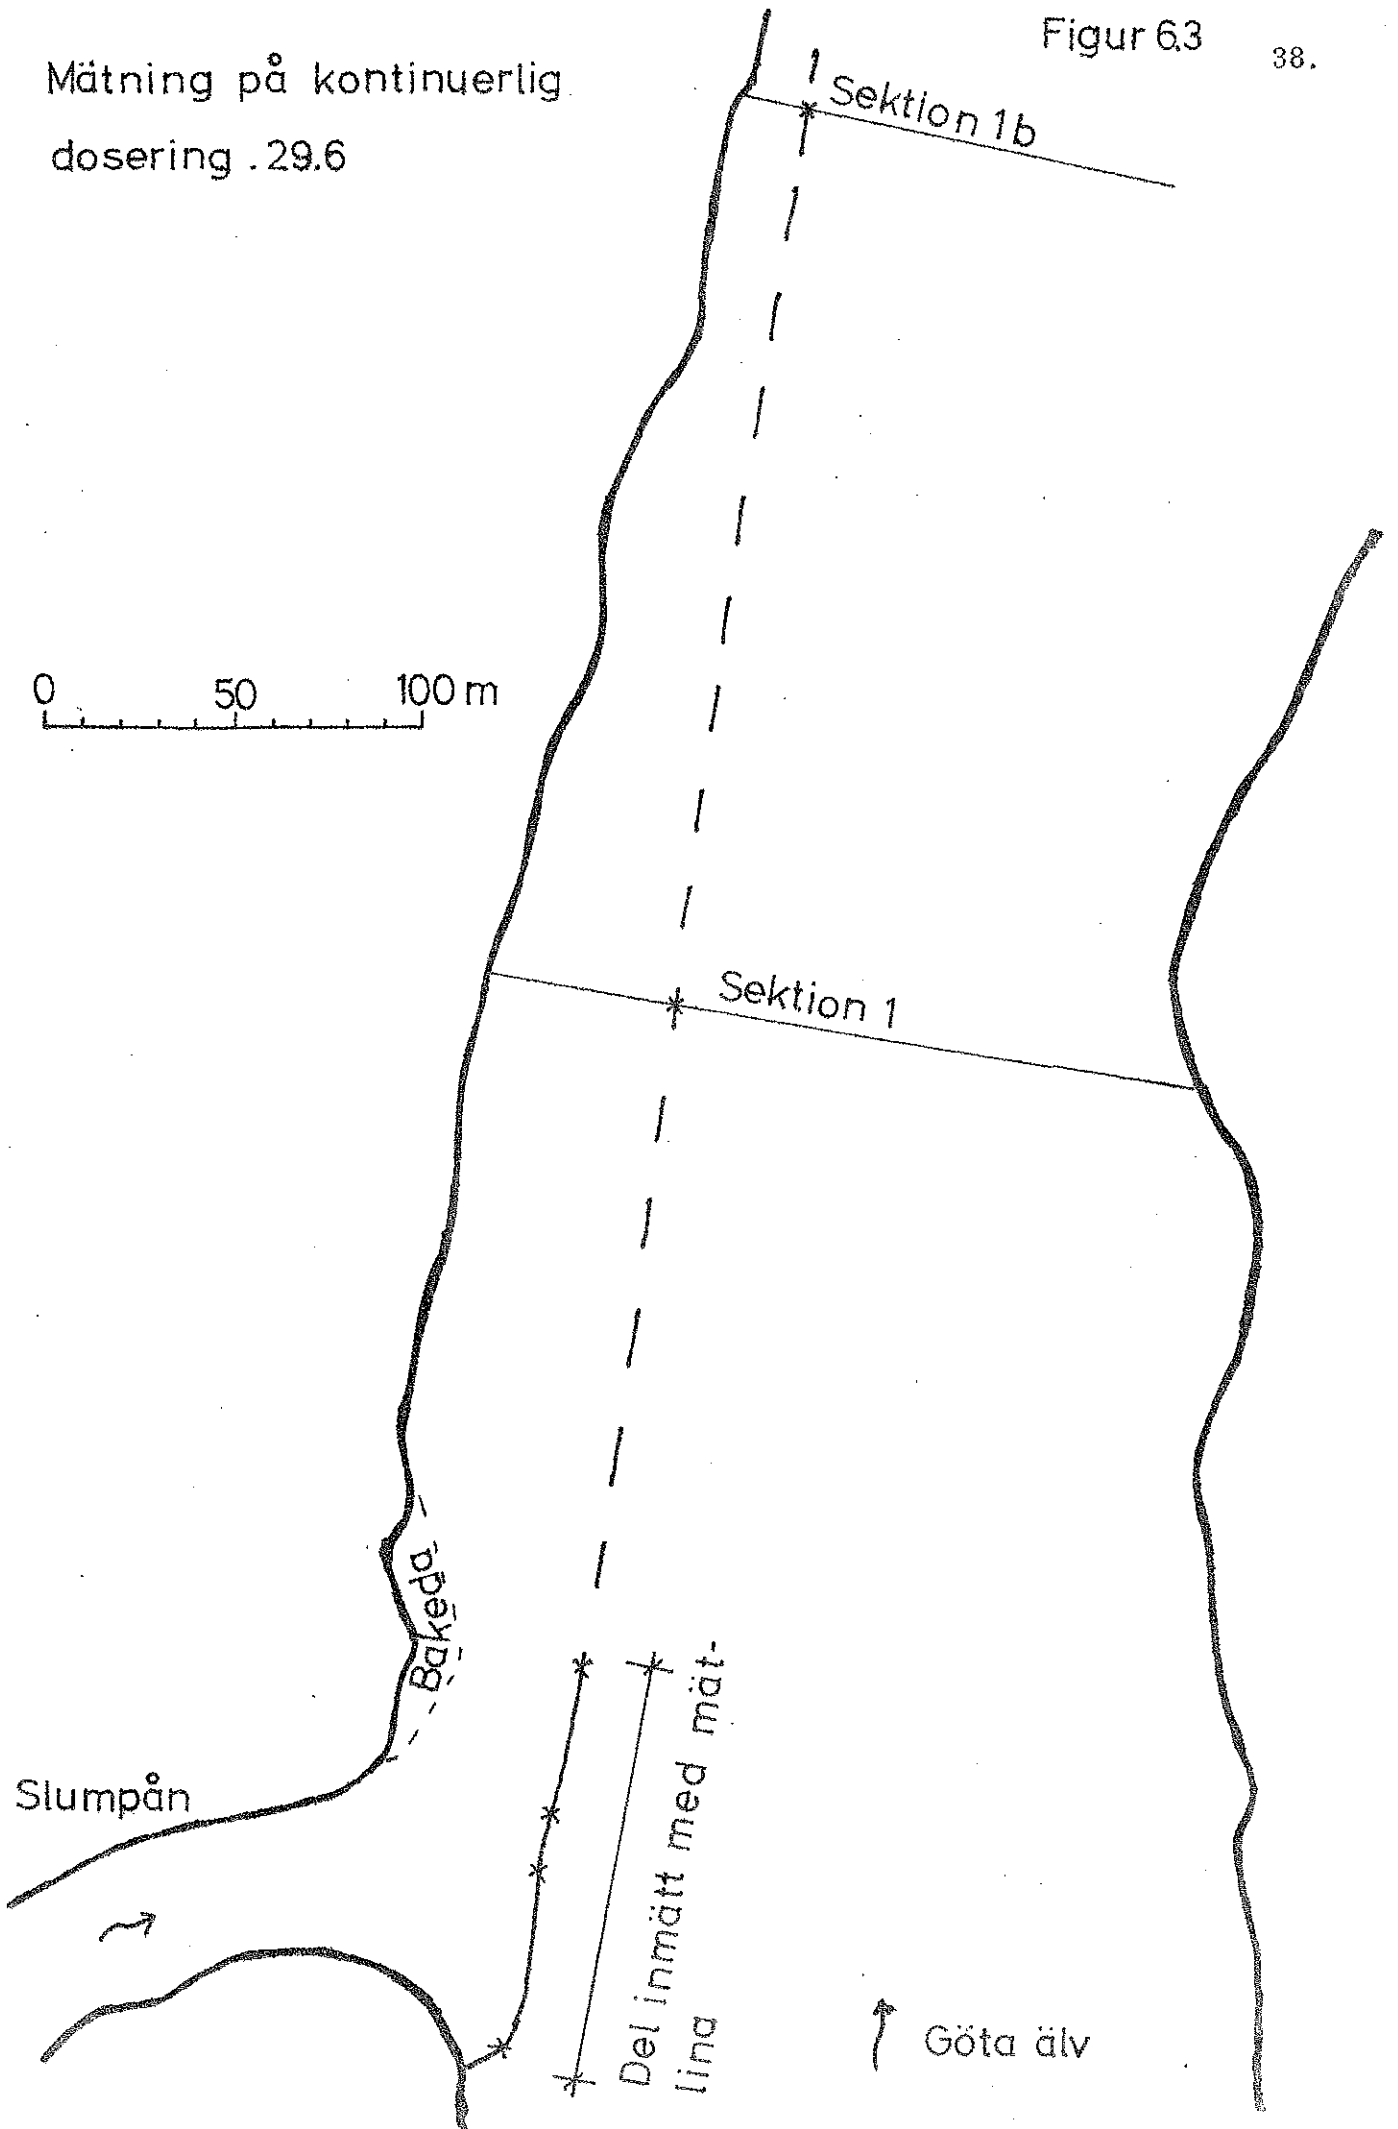 Figur 6.3
38.
Mätning på kontinuerlig
dosering . 29.6
Sektion 1b
0 50 100 m
Sektion 1
Bakeda
Slumpån
Del inmätt med mät-
lina
Göta älv